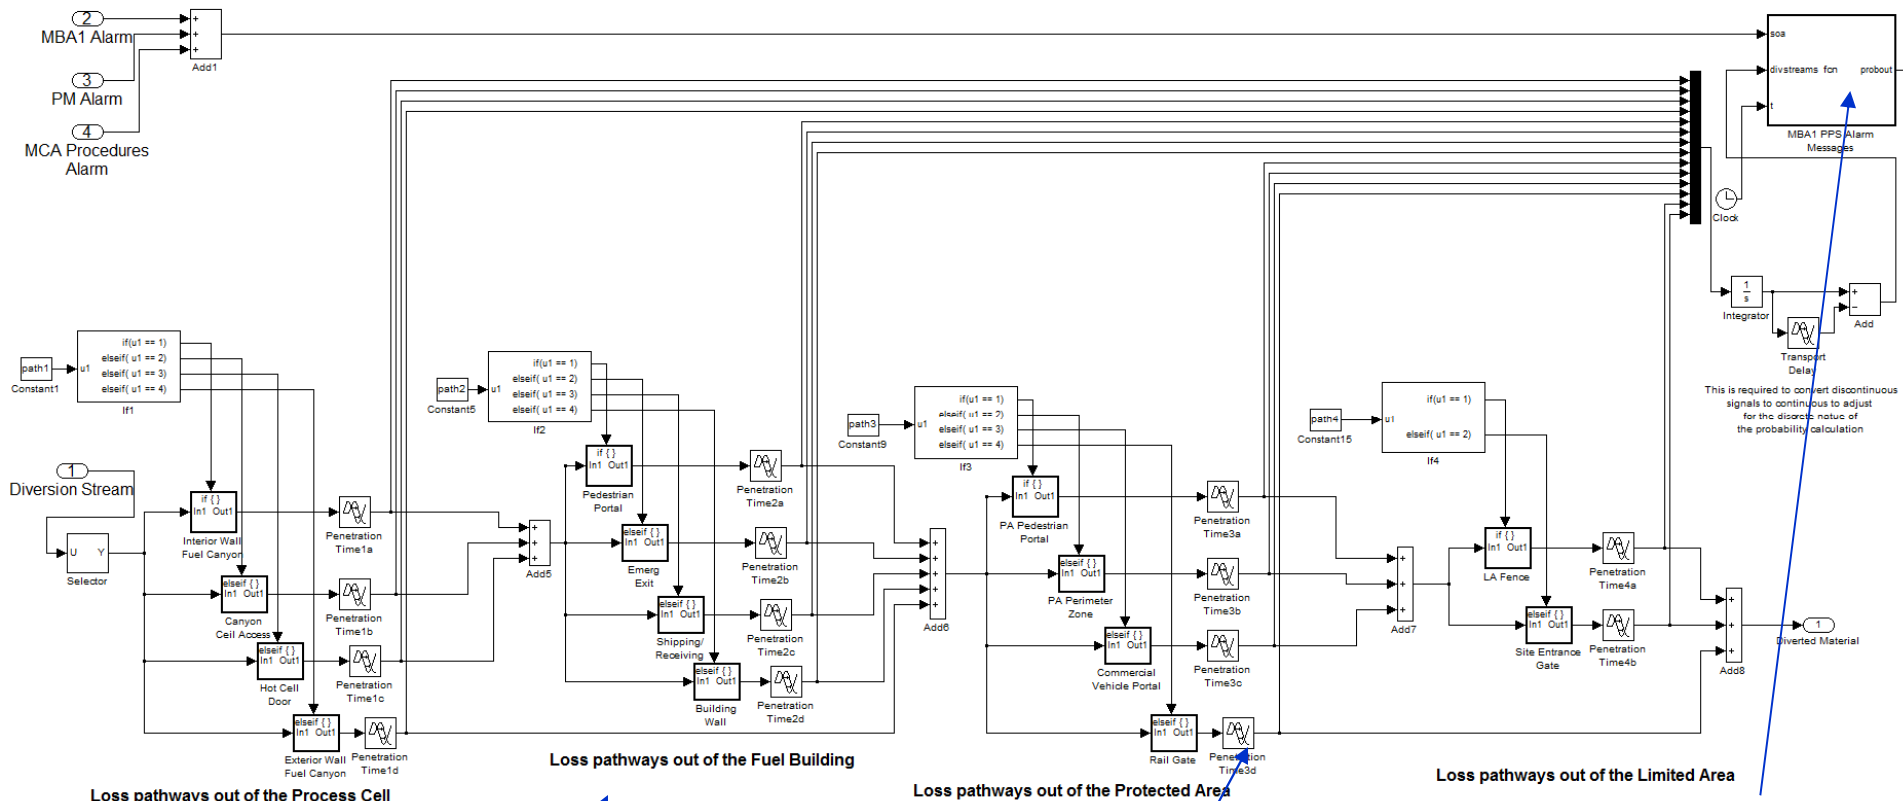 2
MBA1 Alarm
3
PM Alarm
4
MCA Procedures
Alarm
+
+
+
Add1
soa
divstreams fcn
probout
t
MBA1 PPS Alarm
Messages
Clock
1
s
Integrator
+
−
Add
Transport
Delay
This is required to convert discontinuous
signals to continuous to adjust
for the discrete natue of
the probability calculation
path1
Constant1
u1
if(u1 == 1)
elseif( u1 == 2)
elseif( u1 == 3)
elseif( u1 == 4)
If1
1
Diversion Stream
U Y
Selector
if { }
In1 Out1
Interior Wall
Fuel Canyon
elseif { }
In1 Out1
Canyon
Ceil Access
elseif { }
In1 Out1
Hot Cell
Door
elseif { }
In1 Out1
Exterior Wall
Fuel Canyon
Penetration
Time1a
Penetration
Time1b
Penetration
Time1c
Penetration
Time1d
+
+
+
Add5
Loss pathways out of the Process Cell
path2
Constant5
u1
if(u1 == 1)
elseif( u1 == 2)
elseif( u1 == 3)
elseif( u1 == 4)
If2
if { }
In1 Out1
Pedestrian
Portal
elseif { }
In1 Out1
Emerg
Exit
elseif { }
In1 Out1
Shipping/
Receiving
elseif { }
In1 Out1
Building
Wall
Penetration
Time2a
Penetration
Time2b
Penetration
Time2c
Penetration
Time2d
+
+
+
+
+
Add6
Loss pathways out of the Fuel Building
path3
Constant9
u1
if(u1 == 1)
elseif( u1 == 2)
elseif( u1 == 3)
elseif( u1 == 4)
If3
if { }
In1 Out1
PA Pedestrian
Portal
elseif { }
In1 Out1
PA Perimeter
Zone
elseif { }
In1 Out1
Commercial
Vehicle Portal
elseif { }
In1 Out1
Rail Gate
Penetration
Time3a
Penetration
Time3b
Penetration
Time3c
Penetration
Time3d
+
+
+
Add7
Loss pathways out of the Protected Area
path4
Constant15
u1
if(u1 == 1)
elseif( u1 == 2)
If4
if { }
In1 Out1
LA Fence
elseif { }
In1 Out1
Site Entrance
Gate
Penetration
Time4a
Penetration
Time4b
+
+
+
Add8
1
Diverted Material
Loss pathways out of the Limited Area